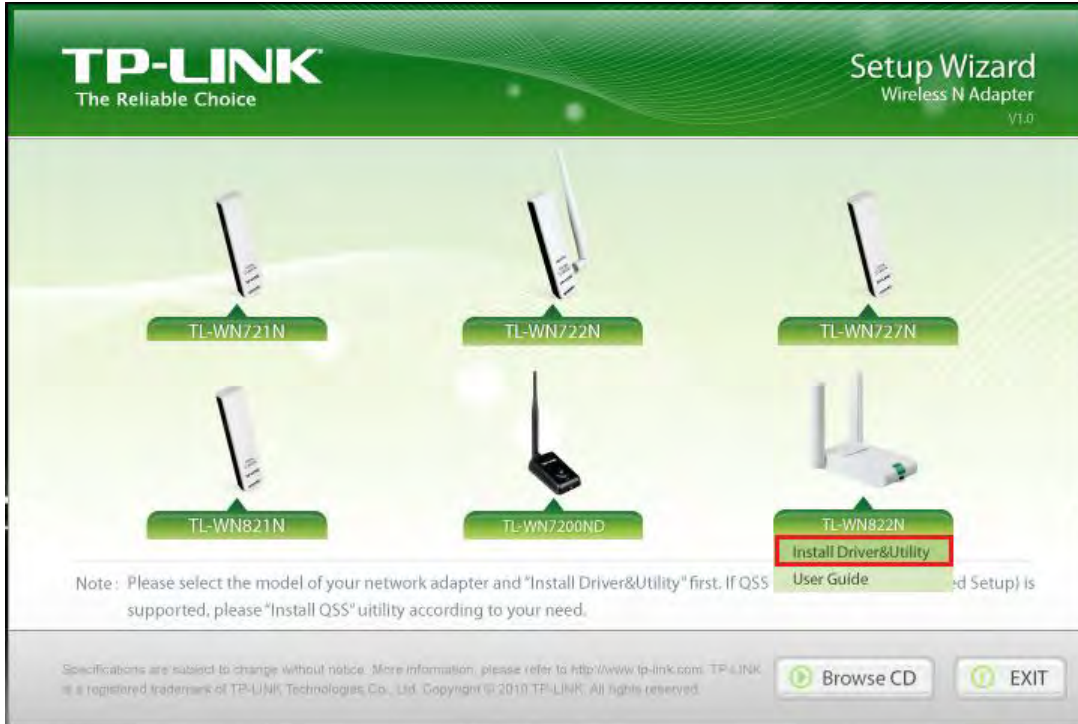 TP-LINK
The Reliable Choice
Setup Wizard
Wireless N Adapter
V1.0
TL-WN721N
TL-WN722N
TL-WN727N
TL-WN821N
TL-WN7200ND
TL-WN822N
Install Driver&Utility
User Guide
Note : Please select the model of your network adapter and "Install Driver&Utility" first. If QSS ed Setup) is
supported, please "Install QSS" uitility according to your need.
Specifications are subject to change without notice. More information, please refer to http://www.tp-link.com. TP-LINK
is a registered trademark of TP-LINK Technologies Co., Ltd. Copyright © 2010 TP-LINK. All rights reserved.
Browse CD
EXIT